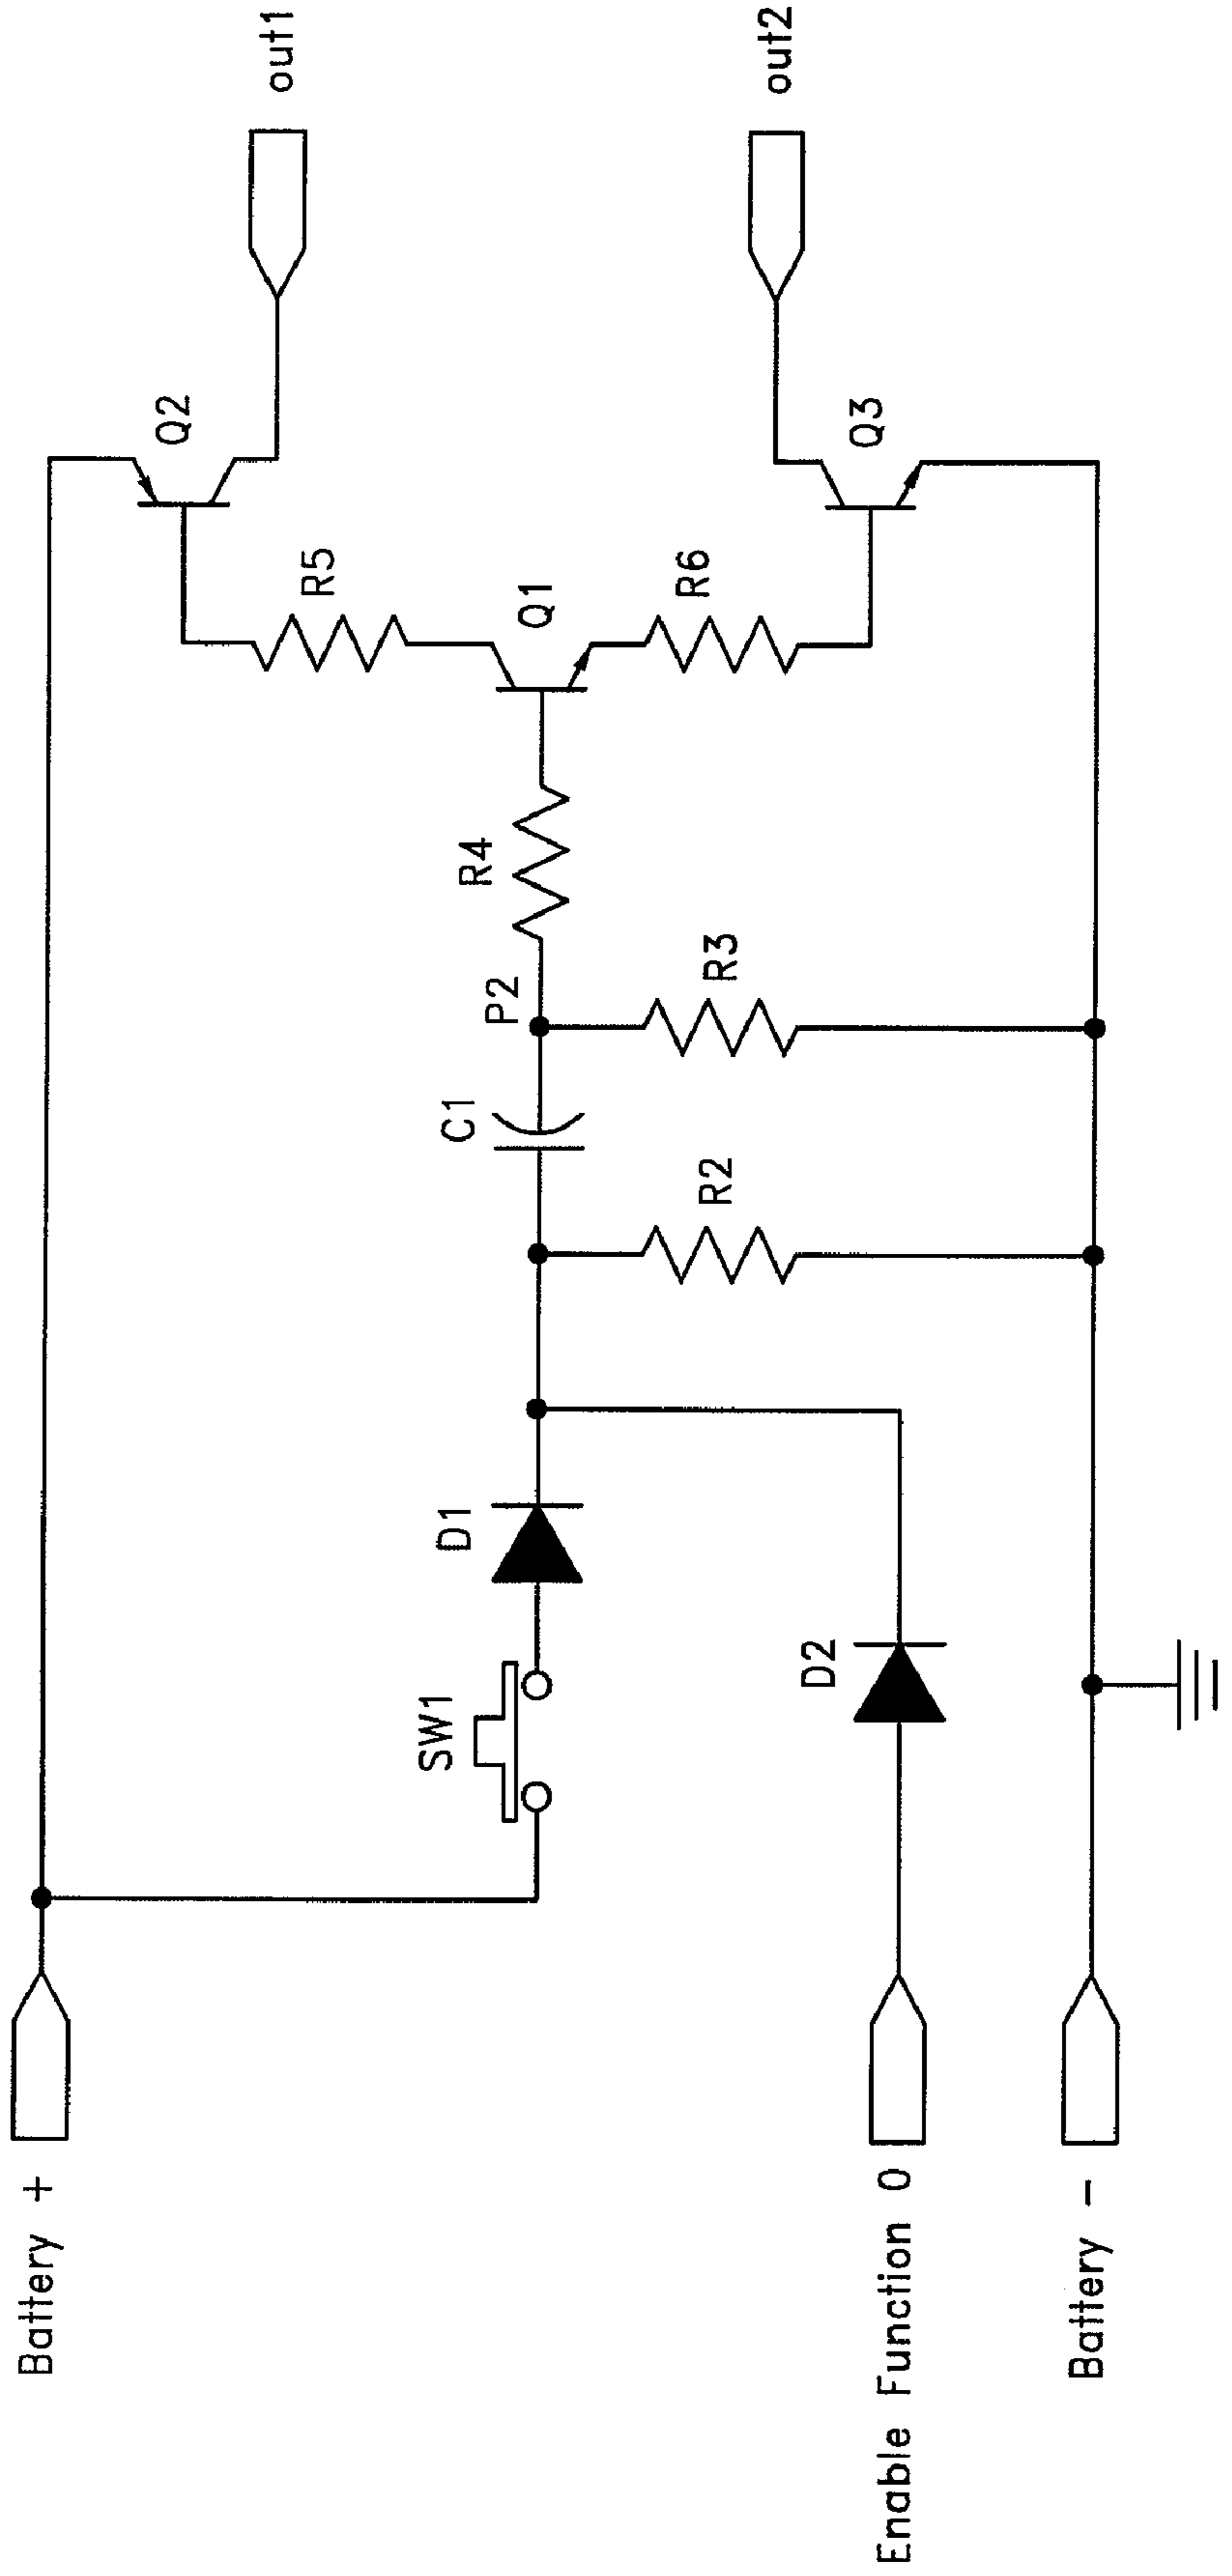 Battery +
Enable Function 0
Battery -
SW1
D1
D2
C1
P2
R2
R3
R4
R5
R6
Q1
Q2
Q3
out1
out2